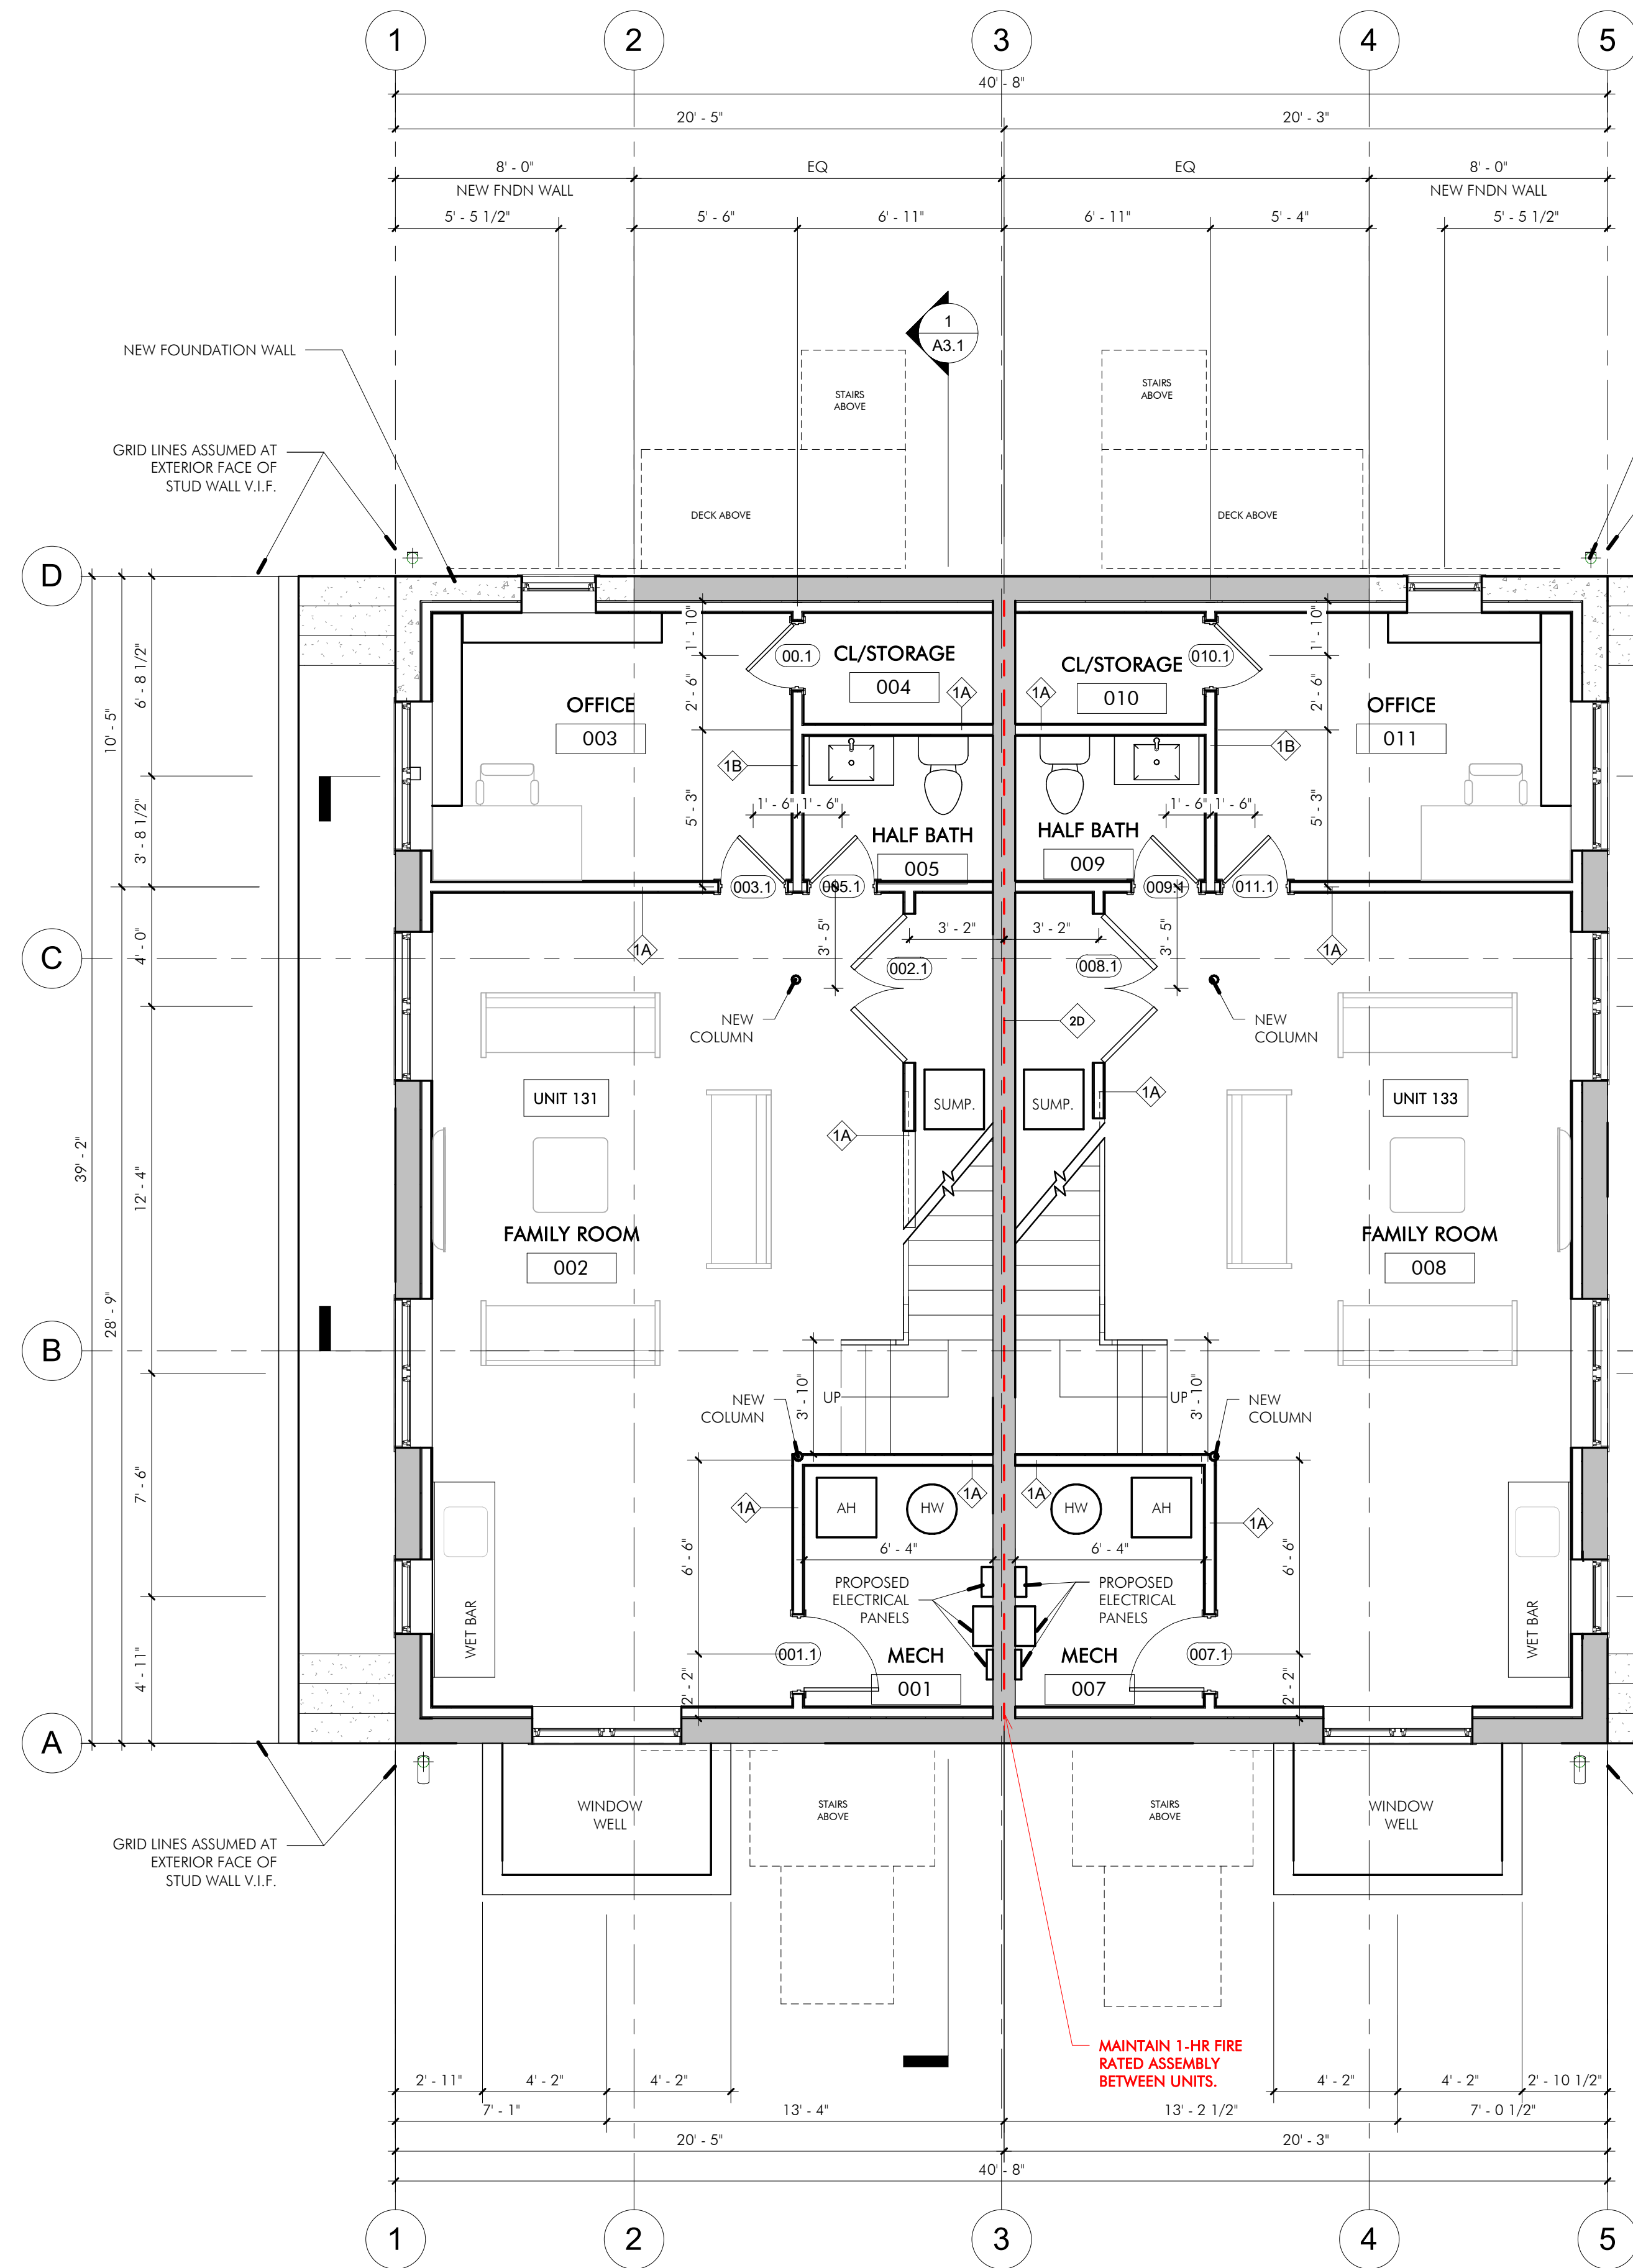 1
2
3
4
5
40' - 8"
20' - 5"
20' - 3"
8' - 0"
EQ
EQ
8' - 0"
NEW FNDN WALL
NEW FNDN WALL
5' - 5 1/2"
5' - 6"
6' - 11"
6' - 11"
5' - 4"
5' - 5 1/2"
1
A3.1
NEW FOUNDATION WALL
STAIRS
ABOVE
STAIRS
ABOVE
GRID LINES ASSUMED AT
EXTERIOR FACE OF
STUD WALL V.I.F.
DECK ABOVE
DECK ABOVE
D
1' - 10"
1' - 10"
00.1
CL/STORAGE
004
1A
1A
CL/STORAGE
010
010.1
6' - 8 1/2"
10' - 5"
OFFICE
003
2' - 6"
2' - 6"
OFFICE
011
1B
1B
3' - 8 1/2"
5' - 3"
1' - 6"
1' - 6"
1' - 6"
1' - 6"
5' - 3"
HALF BATH
005
HALF BATH
009
003.1
005.1
009.1
011.1
4' - 0"
1A
3' - 5"
3' - 2"
3' - 2"
3' - 5"
1A
C
002.1
008.1
NEW
COLUMN
2D
NEW
COLUMN
UNIT 131
SUMP.
SUMP.
1A
UNIT 133
1A
39' - 2"
12' - 4"
FAMILY ROOM
002
FAMILY ROOM
008
28' - 9"
B
3' - 10"
UP
UP
3' - 10"
NEW
COLUMN
NEW
COLUMN
7' - 6"
1A
AH
HW
1A
1A
HW
AH
1A
6' - 6"
6' - 4"
6' - 4"
6' - 6"
PROPOSED
ELECTRICAL
PANELS
PROPOSED
ELECTRICAL
PANELS
WET BAR
WET BAR
4' - 11"
001.1
MECH
001
MECH
007
007.1
2' - 2"
2' - 2"
A
WINDOW
WELL
STAIRS
ABOVE
STAIRS
ABOVE
WINDOW
WELL
GRID LINES ASSUMED AT
EXTERIOR FACE OF
STUD WALL V.I.F.
MAINTAIN 1-HR FIRE
RATED ASSEMBLY
BETWEEN UNITS.
2' - 11"
4' - 2"
4' - 2"
4' - 2"
4' - 2"
2' - 10 1/2"
7' - 1"
13' - 4"
13' - 2 1/2"
7' - 0 1/2"
20' - 5"
20' - 3"
40' - 8"
1
2
3
4
5